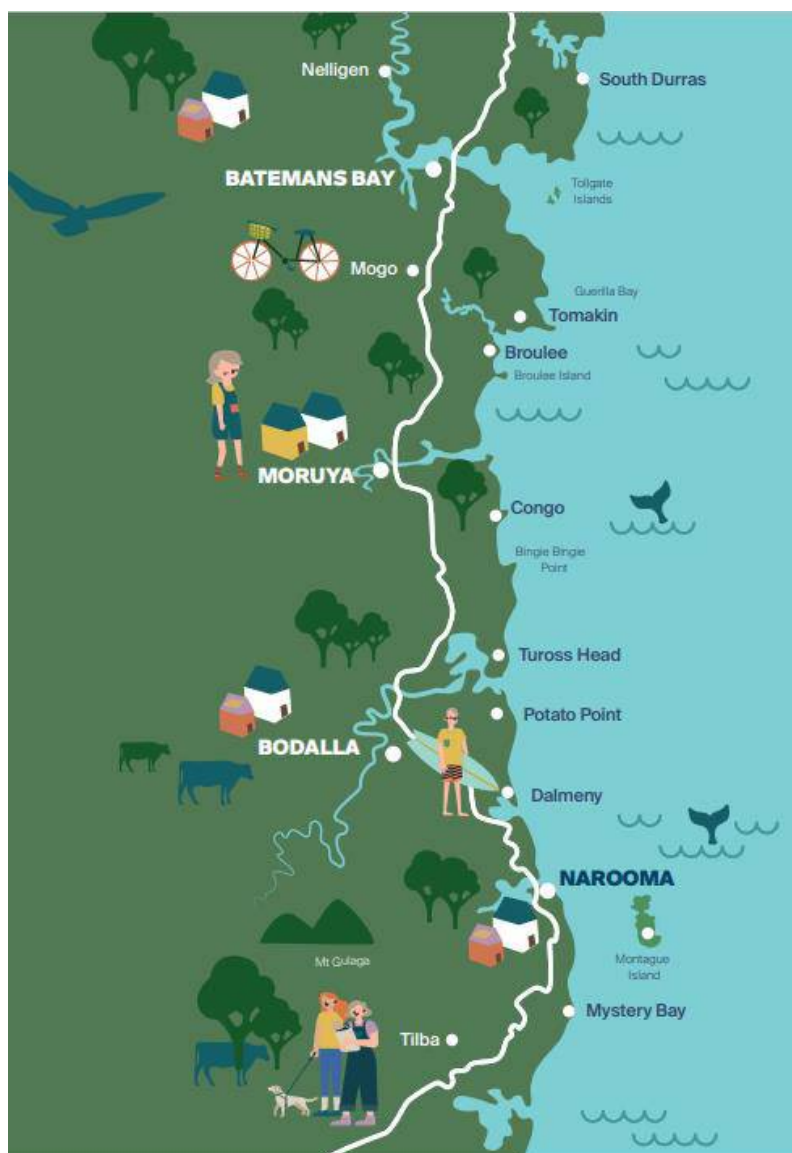 Nelligen
South Durras
BATEMANS BAY
Tollgate
Islands
Mogo
Guerilla Bay
Tomakin
Broulee
Broulee Island
MORUYA
Congo
Bingie Bingie
Point
Tuross Head
Potato Point
BODALLA
Dalmeny
NAROOMA
Mt Gulaga
Montague
Island
Mystery Bay
Tilba